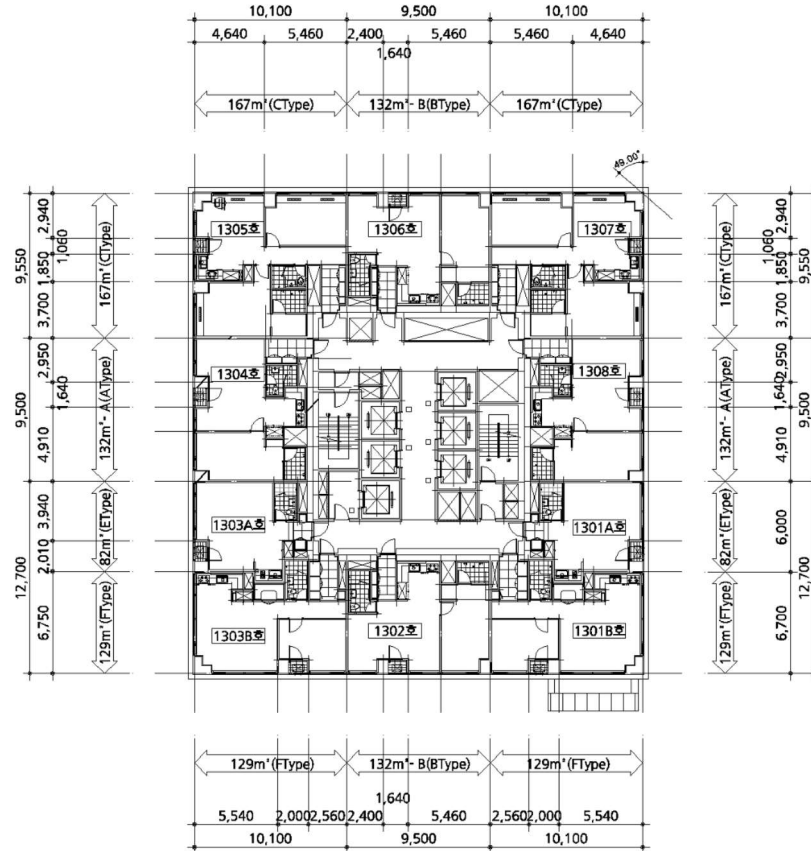 10,100 9,500 10,100
4,640 5,460 2,400 5,460 5,460 4,640
1,640
167m²(CType) 132m²-B(BType) 167m²(CType)
49.00°
2,940
1,060
1,850
3,700
2,950
1,640
4,910
3,940
2,010
6,750
9,550
9,500
12,700
167m²(CType)
132m²-A(AType)
82m²(EType)
129m²(FType)
1305호 1306호 1307호
1304호 1308호
1303A호 1301A호
1303B호 1302호 1301B호
167m²(CType)
132m²-A(AType)
82m²(EType)
129m²(FType)
2,940
1,060
1,850
3,700
2,950
1,640
4,910
6,000
6,700
9,550
9,500
12,700
129m²(FType) 132m²-B(BType) 129m²(FType)
1,640
5,540 2,000 2,560 2,400 5,460 2,560 2,000 5,540
10,100 9,500 10,100